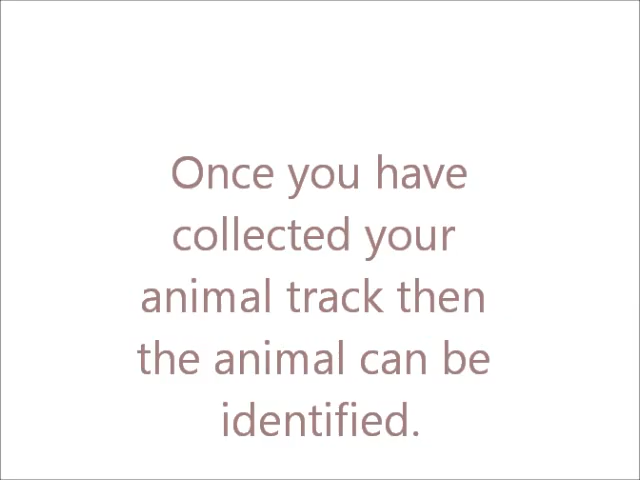 Once you have
collected your
animal track then
the animal can be
identified.